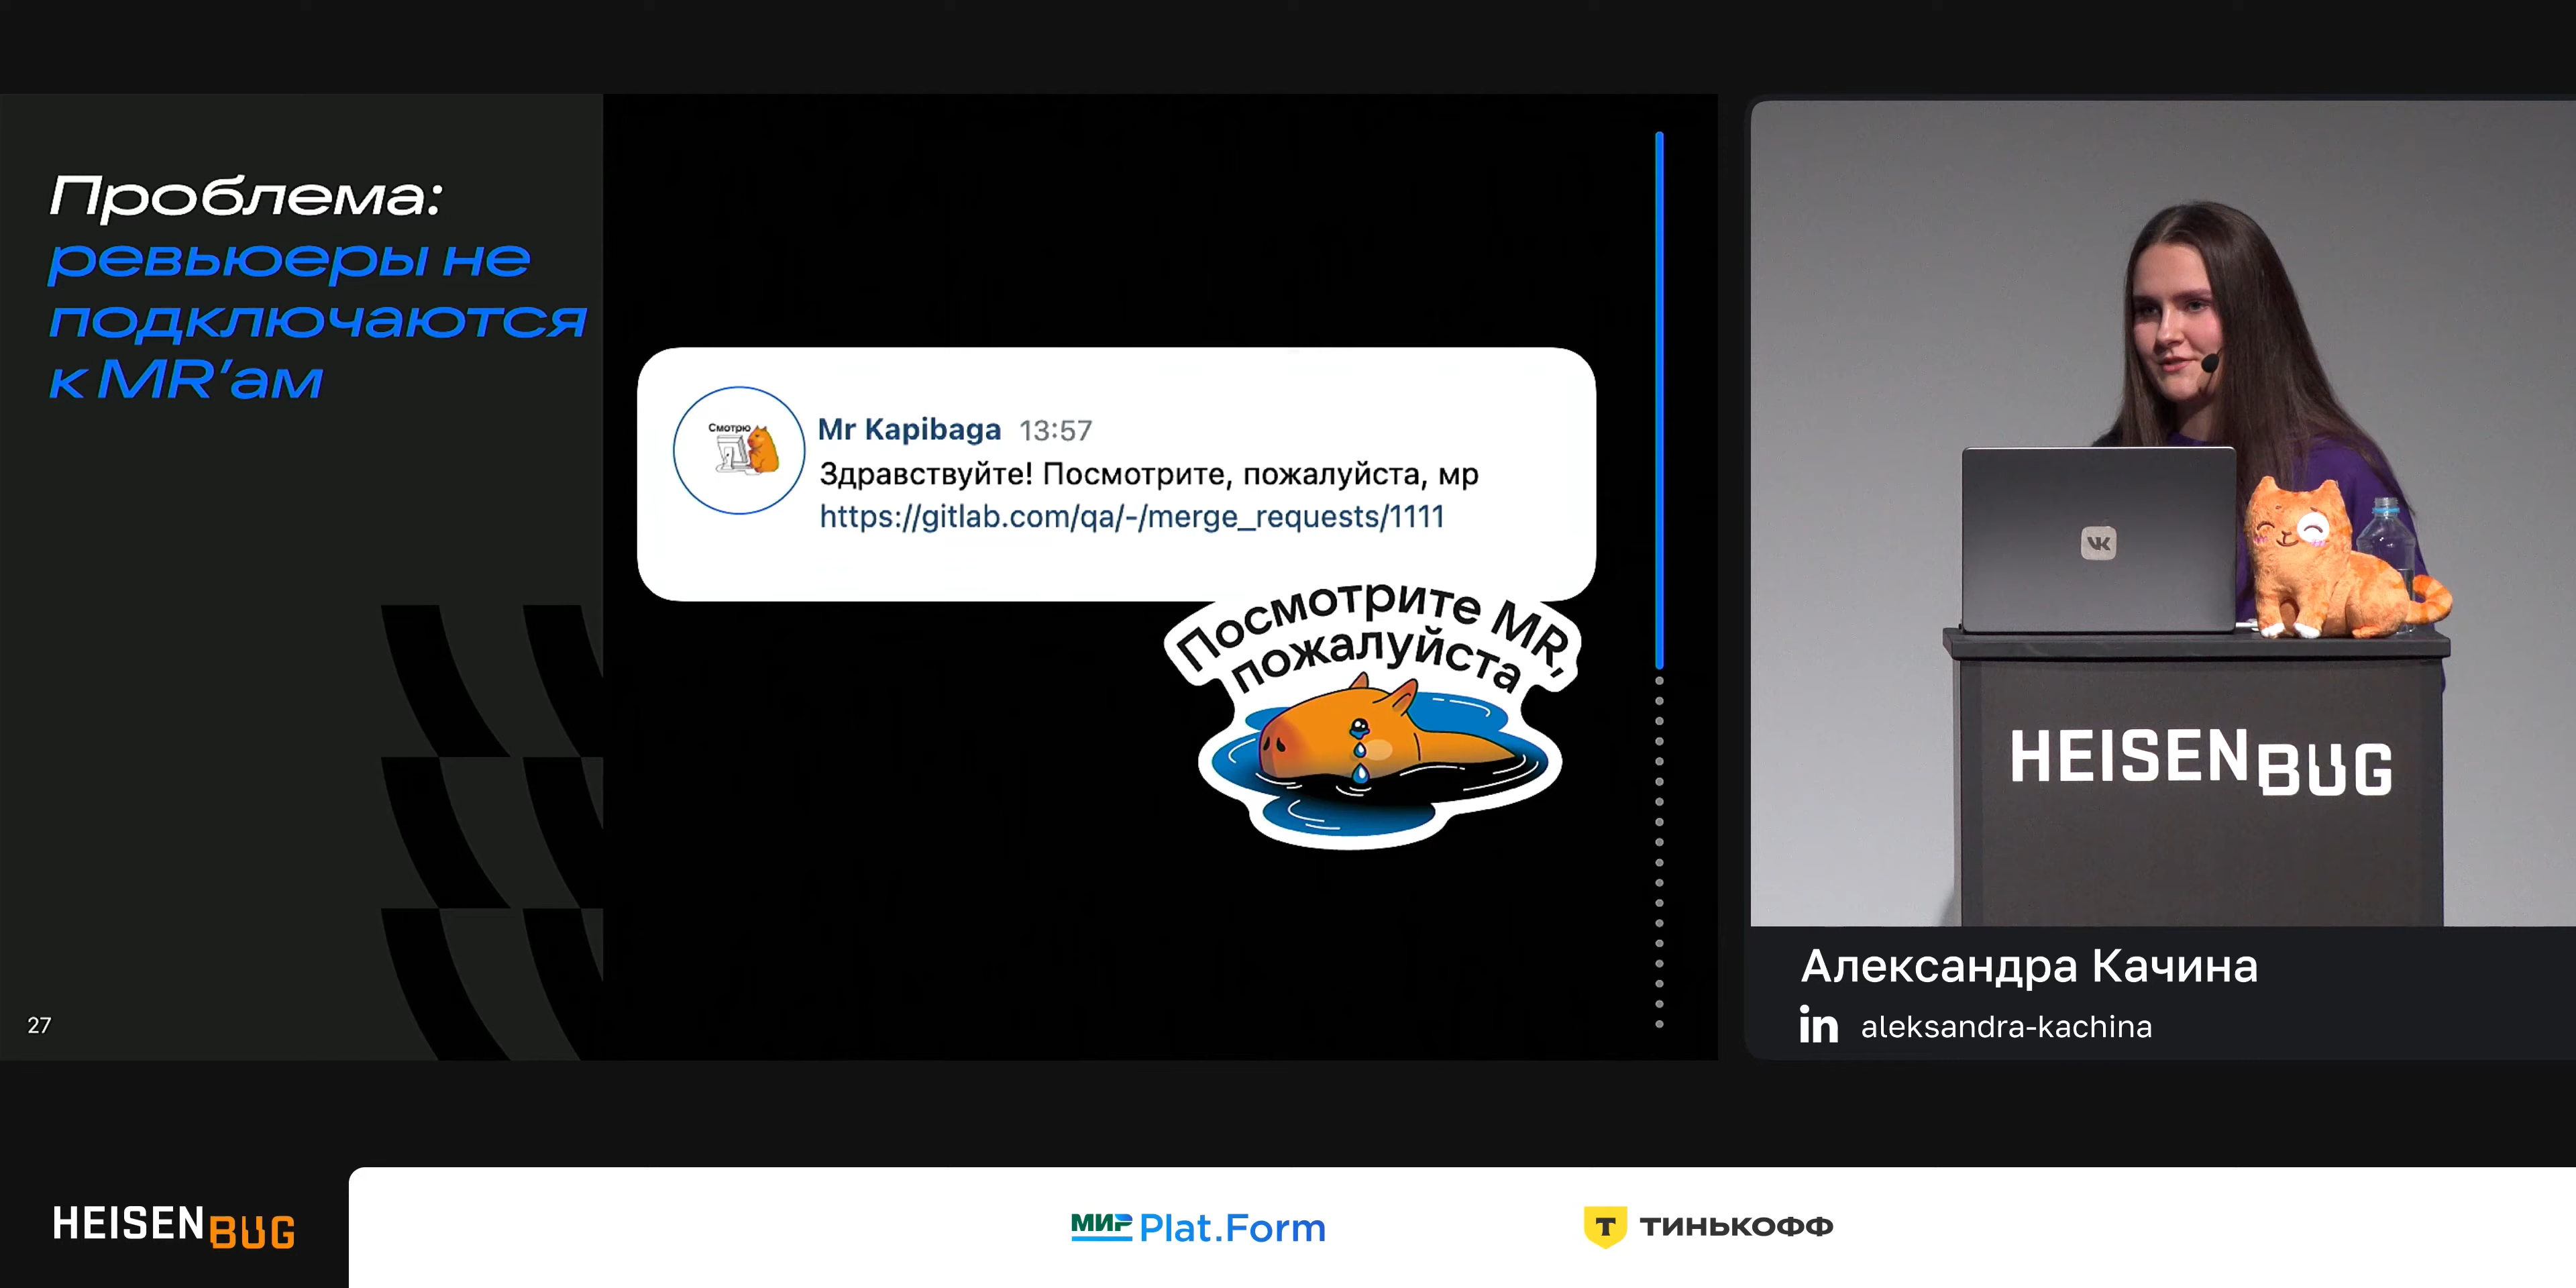 Проблема:
ревьюеры не
подключаются
к MR’ам
Смотрю
Mr Kapibaga 13:57
Здравствуйте! Посмотрите, пожалуйста, мр
https://gitlab.com/qa/-/merge_requests/1111
Посмотрите MR,
пожалуйста
27
VK
HEISENBUG
Александра Качина
in aleksandra-kachina
HEISENBUG
МИР Plat.Form
Т ТИНЬКОФФ